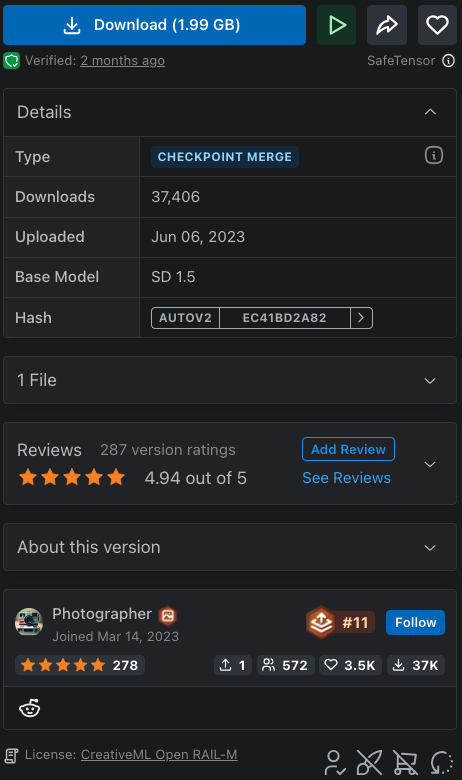 Download (1.99 GB)
Verified: 2 months ago
SafeTensor
Details
Type
CHECKPOINT MERGE
Downloads
37,406
Uploaded
Jun 06, 2023
Base Model
SD 1.5
Hash
AUTOV2
EC41BD2A82
1 File
Reviews
287 version ratings
Add Review
4.94 out of 5
See Reviews
About this version
Photographer
Joined Mar 14, 2023
#11
Follow
278
1
572
3.5K
37K
License: CreativeML Open RAIL-M